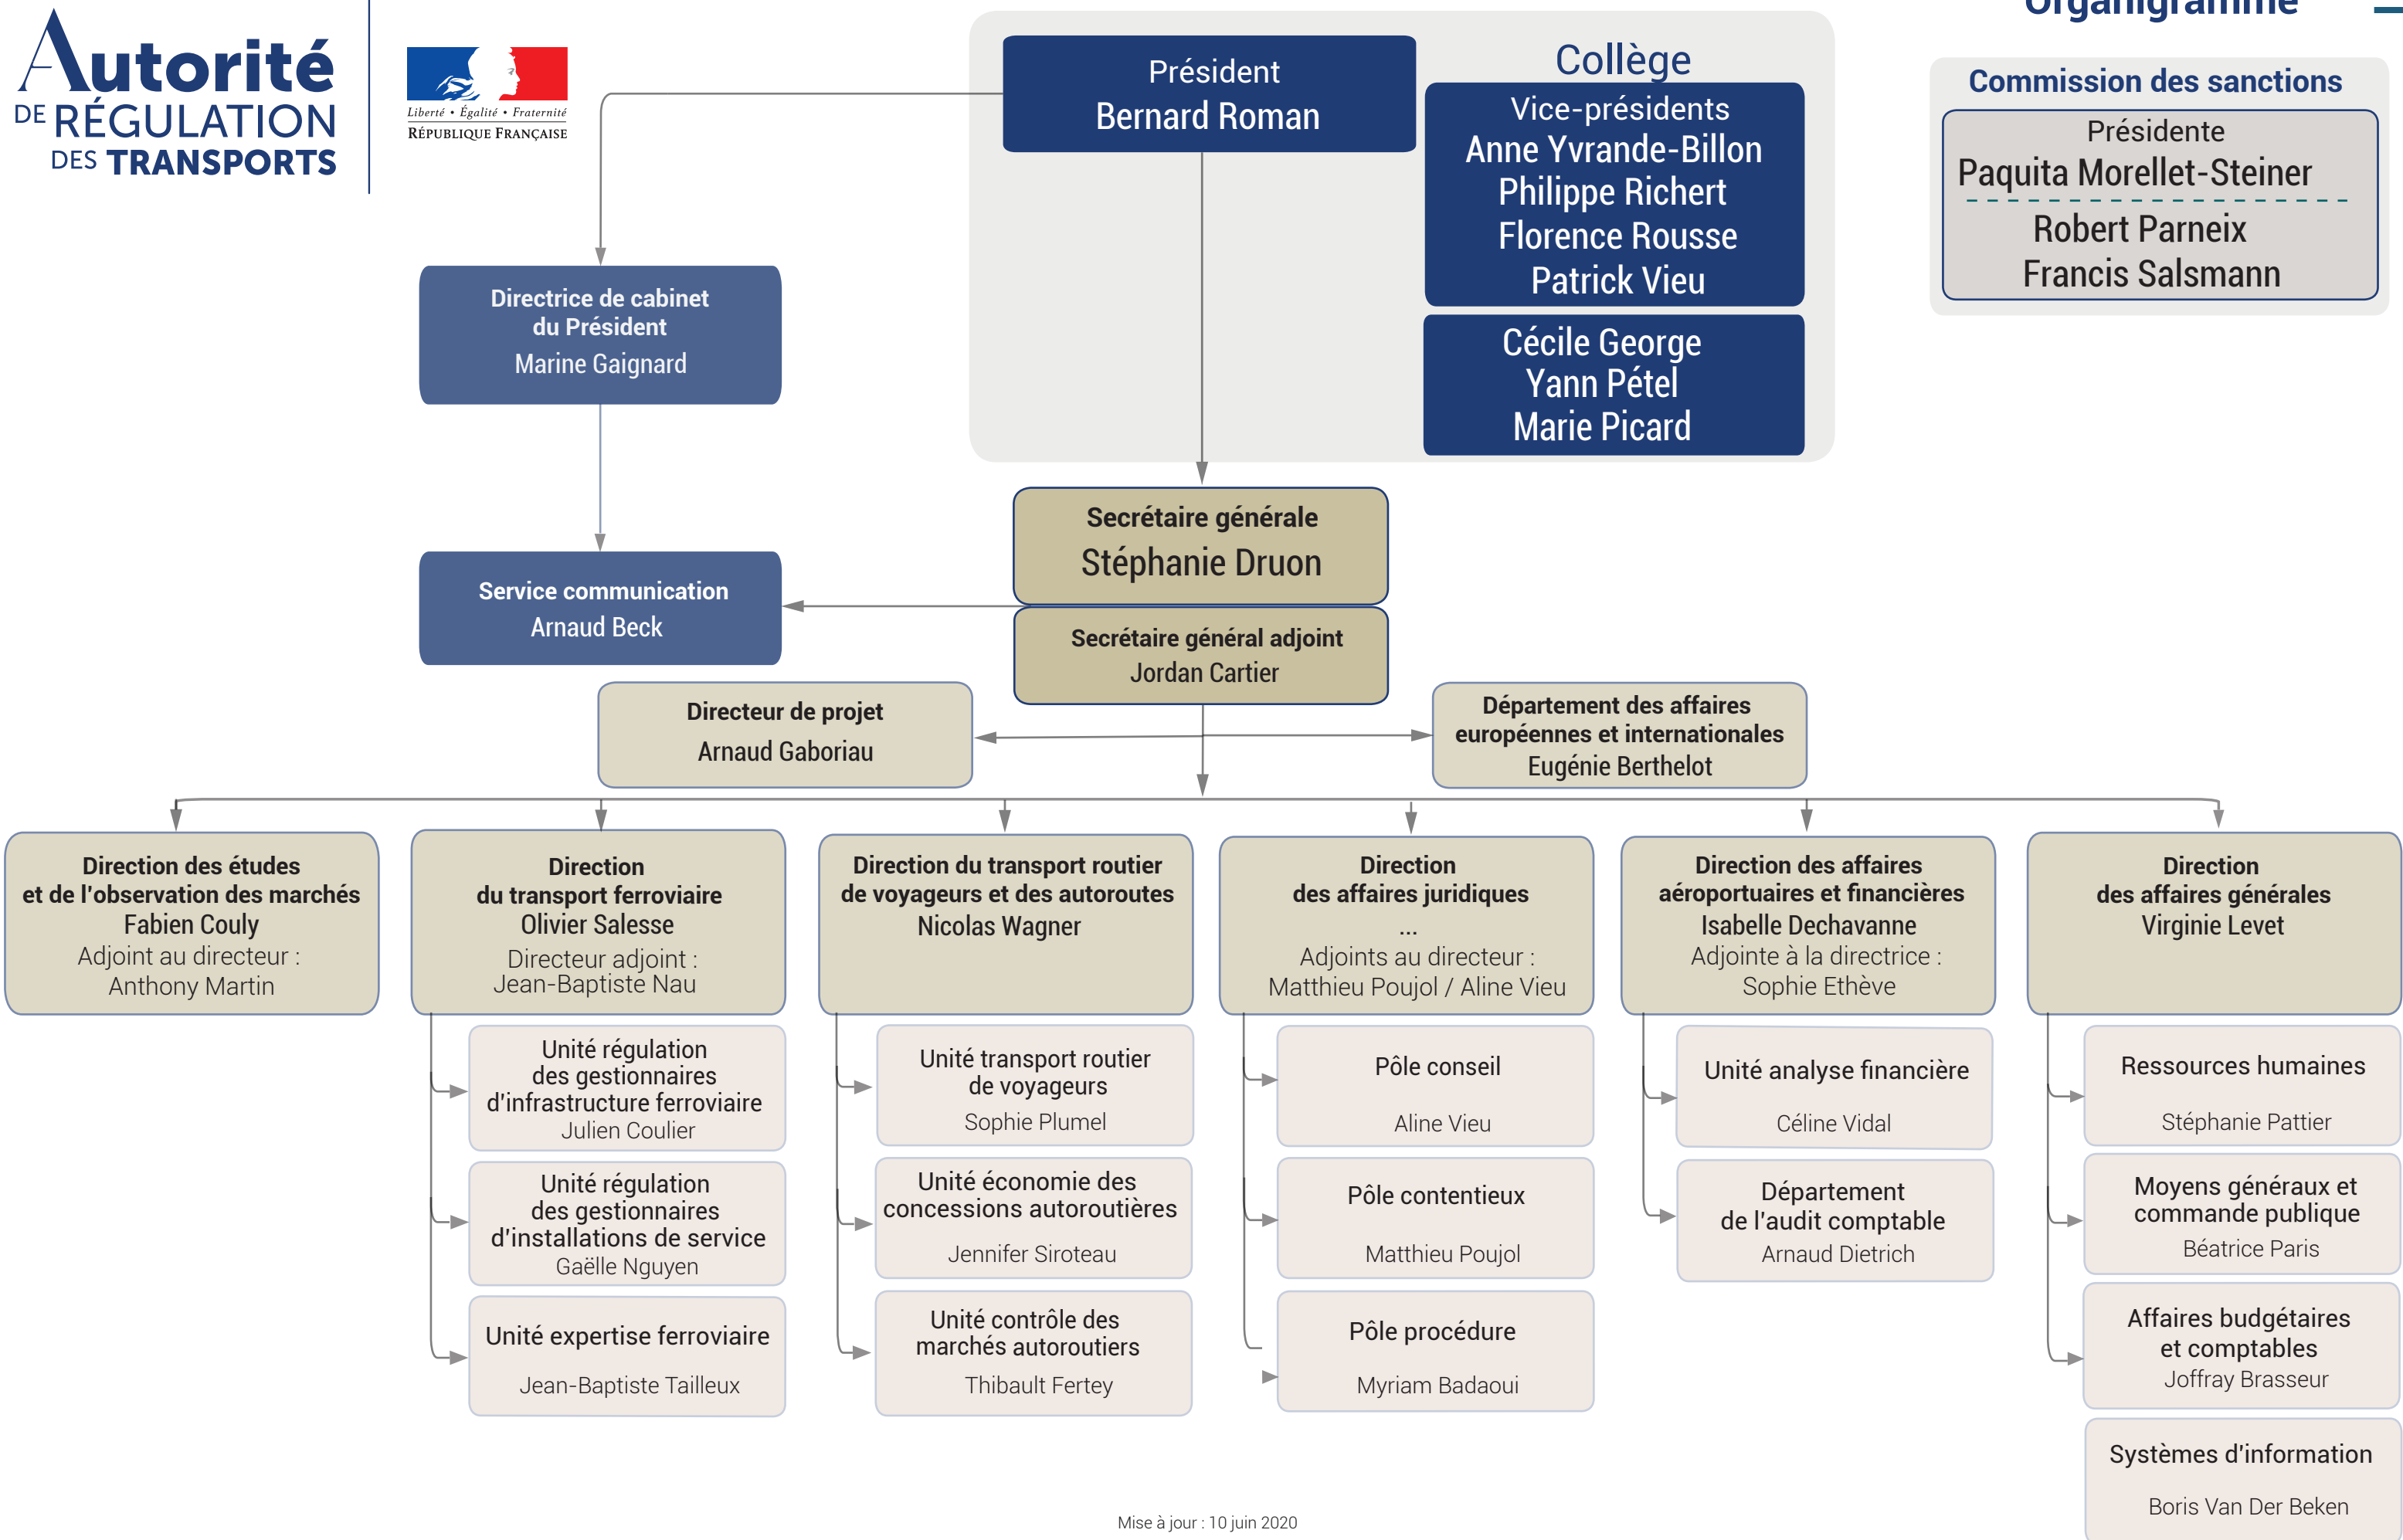 Autorité
DE RÉGULATION
DES TRANSPORTS
Liberté • Égalité • Fraternité
RÉPUBLIQUE FRANÇAISE
Organigramme
Président
Bernard Roman
Collège
Vice-présidents
Anne Yvrande-Billon
Philippe Richert
Florence Rousse
Patrick Vieu
Cécile George
Yann Pétel
Marie Picard
Commission des sanctions
Présidente
Paquita Morellet-Steiner
Robert Parneix
Francis Salsmann
Directrice de cabinet
du Président
Marine Gaignard
Secrétaire générale
Stéphanie Druon
Service communication
Arnaud Beck
Secrétaire général adjoint
Jordan Cartier
Directeur de projet
Arnaud Gaboriau
Département des affaires
européennes et internationales
Eugénie Berthelot
Direction des études
et de l'observation des marchés
Fabien Couly
Adjoint au directeur :
Anthony Martin
Direction
du transport ferroviaire
Olivier Salesse
Directeur adjoint :
Jean-Baptiste Nau
Unité régulation
des gestionnaires
d'infrastructure ferroviaire
Julien Coulier
Unité régulation
des gestionnaires
d'installations de service
Gaëlle Nguyen
Unité expertise ferroviaire
Jean-Baptiste Tailleux
Direction du transport routier
de voyageurs et des autoroutes
Nicolas Wagner
Unité transport routier
de voyageurs
Sophie Plumel
Unité économie des
concessions autoroutières
Jennifer Siroteau
Unité contrôle des
marchés autoroutiers
Thibault Fertey
Direction
des affaires juridiques
...
Adjoints au directeur :
Matthieu Poujol / Aline Vieu
Pôle conseil
Aline Vieu
Pôle contentieux
Matthieu Poujol
Pôle procédure
Myriam Badaoui
Direction des affaires
aéroportuaires et financières
Isabelle Dechavanne
Adjointe à la directrice :
Sophie Ethève
Unité analyse financière
Céline Vidal
Département
de l'audit comptable
Arnaud Dietrich
Direction
des affaires générales
Virginie Levet
Ressources humaines
Stéphanie Pattier
Moyens généraux et
commande publique
Béatrice Paris
Affaires budgétaires
et comptables
Joffray Brasseur
Systèmes d'information
Boris Van Der Beken
Mise à jour : 10 juin 2020